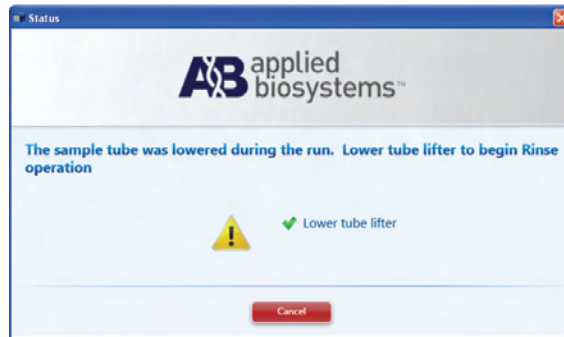 Status
AB applied
biosystems™
The sample tube was lowered during the run. Lower tube lifter to begin Rinse
operation
Lower tube lifter
Cancel